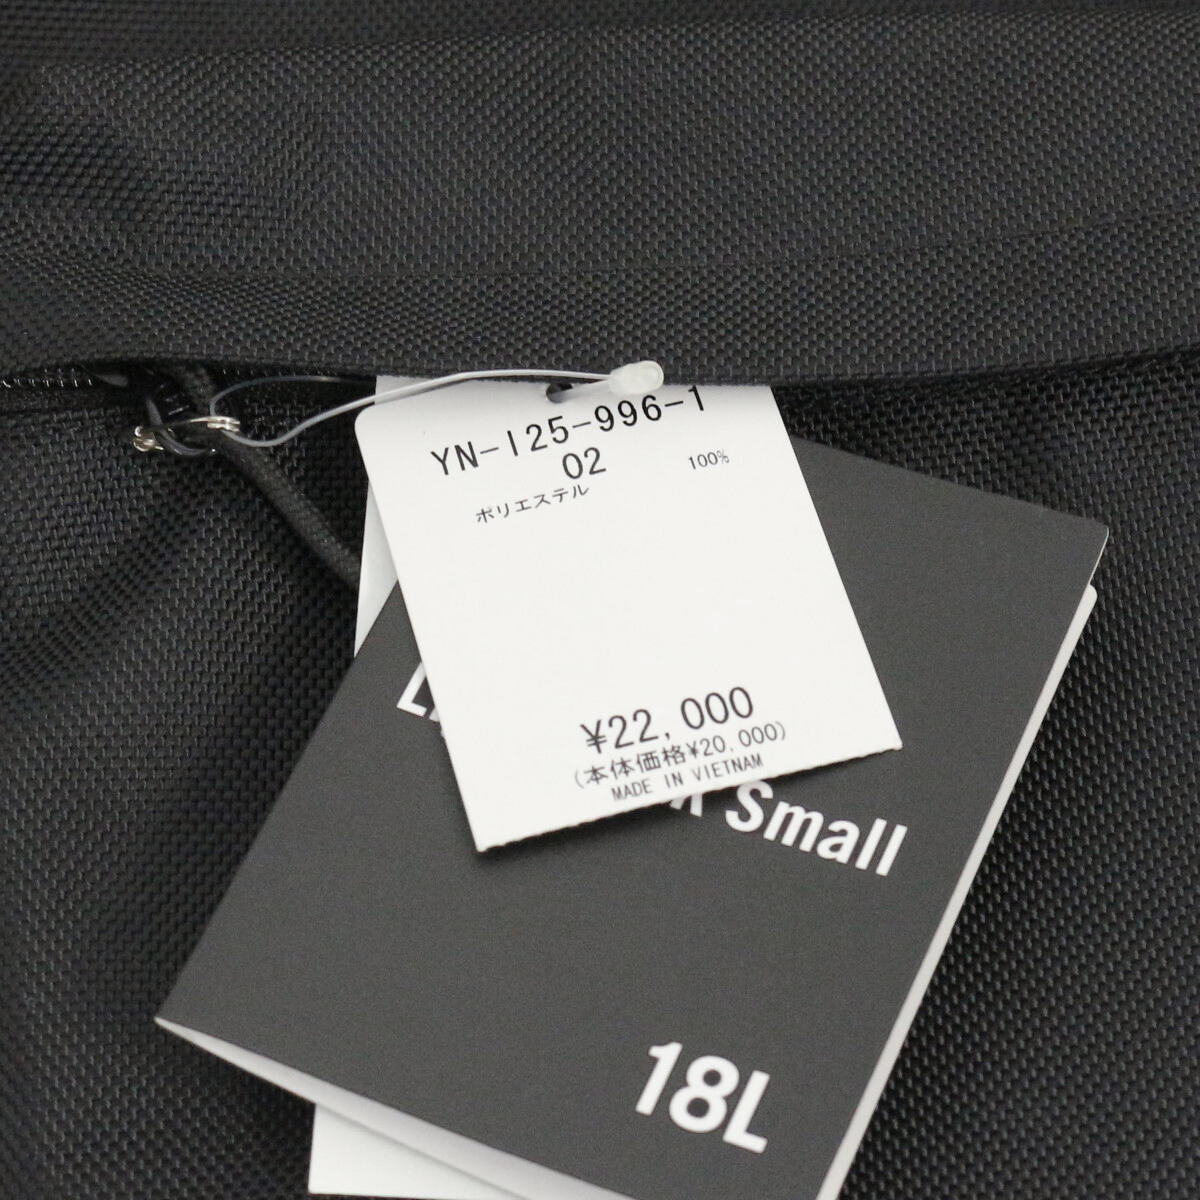 YN-125-996-1
02
ポリエステル 100%
¥22,000
(本体価格¥20,000)
MADE IN VIETNAM
Small
18L